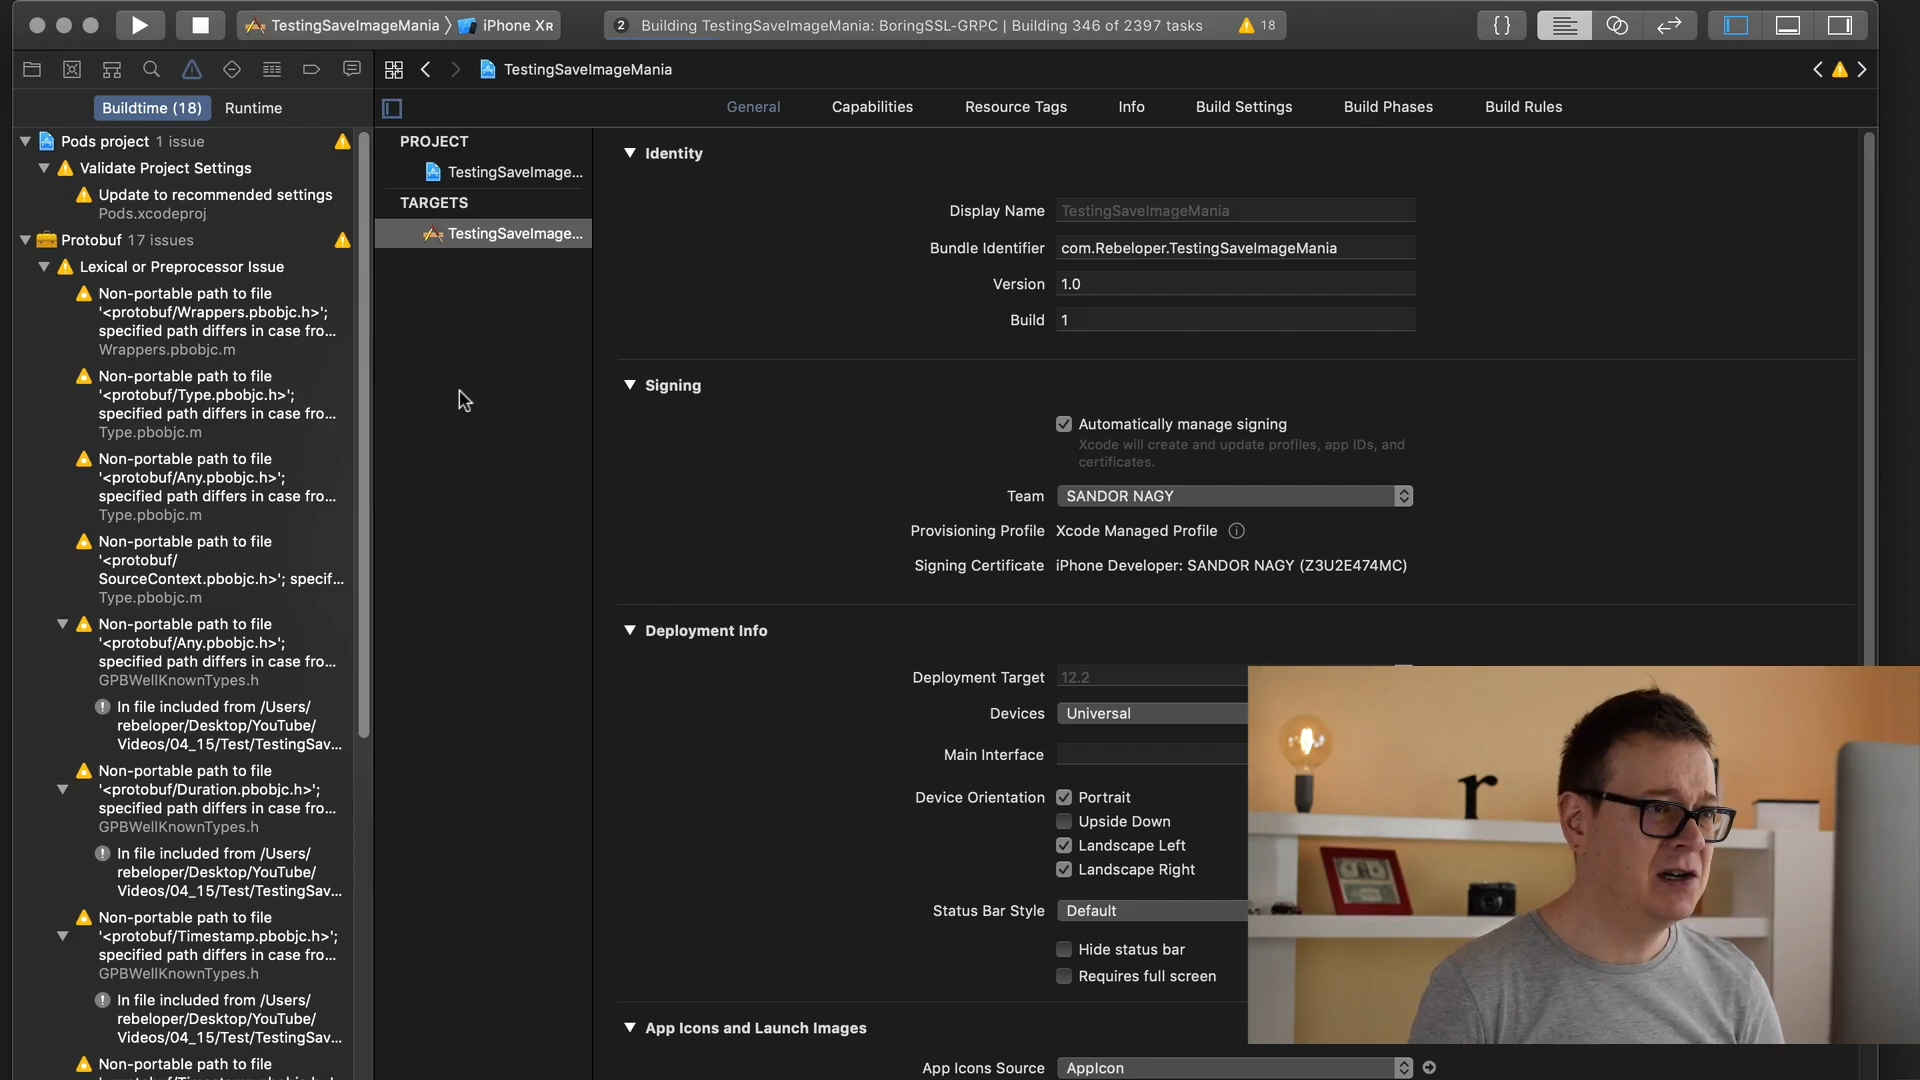 TestingSaveImageMania
iPhone XR
2 Building TestingSaveImageMania: BoringSSL-GRPC | Building 346 of 2397 tasks
18
TestingSaveImageMania
Buildtime (18)
Runtime
General
Capabilities
Resource Tags
Info
Build Settings
Build Phases
Build Rules
Pods project 1 issue
Validate Project Settings
Update to recommended settings
Pods.xcodeproj
Protobuf 17 issues
Lexical or Preprocessor Issue
Non-portable path to file
'<protobuf/Wrappers.pbobjc.h>';
specified path differs in case fro...
Wrappers.pbobjc.m
Non-portable path to file
'<protobuf/Type.pbobjc.h>';
specified path differs in case fro...
Type.pbobjc.m
Non-portable path to file
'<protobuf/Any.pbobjc.h>';
specified path differs in case fro...
Type.pbobjc.m
Non-portable path to file
'<protobuf/
SourceContext.pbobjc.h>'; specif...
Type.pbobjc.m
Non-portable path to file
'<protobuf/Any.pbobjc.h>';
specified path differs in case fro...
GPBWellKnownTypes.h
In file included from /Users/
rebeloper/Desktop/YouTube/
Videos/04_15/Test/TestingSav...
Non-portable path to file
'<protobuf/Duration.pbobjc.h>';
specified path differs in case fro...
GPBWellKnownTypes.h
In file included from /Users/
rebeloper/Desktop/YouTube/
Videos/04_15/Test/TestingSav...
Non-portable path to file
'<protobuf/Timestamp.pbobjc.h>';
specified path differs in case fro...
GPBWellKnownTypes.h
In file included from /Users/
rebeloper/Desktop/YouTube/
Videos/04_15/Test/TestingSav...
Non-portable path to file
PROJECT
TestingSaveImage...
TARGETS
TestingSaveImage...
Identity
Display Name TestingSaveImageMania
Bundle Identifier com.Rebeloper.TestingSaveImageMania
Version 1.0
Build 1
Signing
Automatically manage signing
Xcode will create and update profiles, app IDs, and
certificates.
Team SANDOR NAGY
Provisioning Profile Xcode Managed Profile
Signing Certificate iPhone Developer: SANDOR NAGY (Z3U2E474MC)
Deployment Info
Deployment Target 12.2
Devices Universal
Main Interface
Device Orientation Portrait
Upside Down
Landscape Left
Landscape Right
Status Bar Style Default
Hide status bar
Requires full screen
App Icons and Launch Images
App Icons Source AppIcon